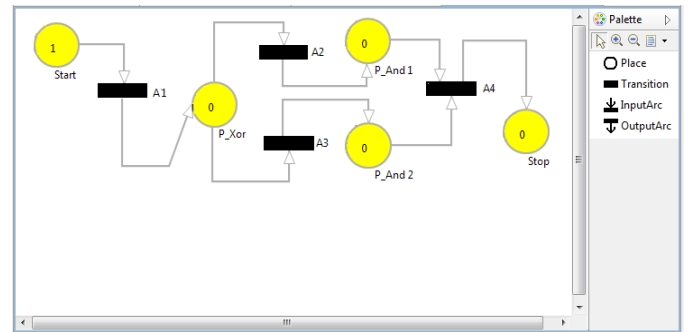 1
Start
A1
0
P_Xor
A2
A3
0
P_And 1
0
P_And 2
A4
0
Stop
Palette
Place
Transition
InputArc
OutputArc